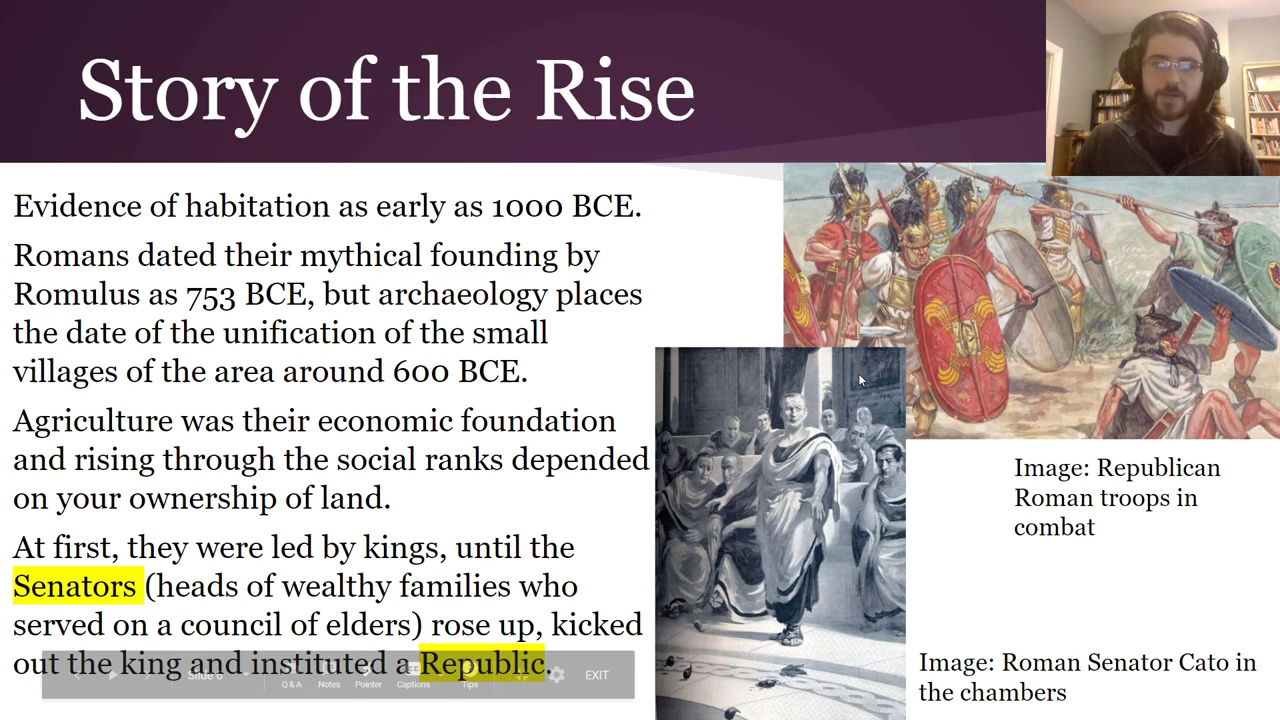 Story of the Rise
Evidence of habitation as early as 1000 BCE.
Romans dated their mythical founding by
Romulus as 753 BCE, but archaeology places
the date of the unification of the small
villages of the area around 600 BCE.
Agriculture was their economic foundation
and rising through the social ranks depended
on your ownership of land.
At first, they were led by kings, until the
Senators (heads of wealthy families who
served on a council of elders) rose up, kicked
out the king and instituted a Republic.
Slide 6
Q & A
Notes
Pointer
Captions
Tips
EXIT
Image: Republican
Roman troops in
combat
Image: Roman Senator Cato in
the chambers